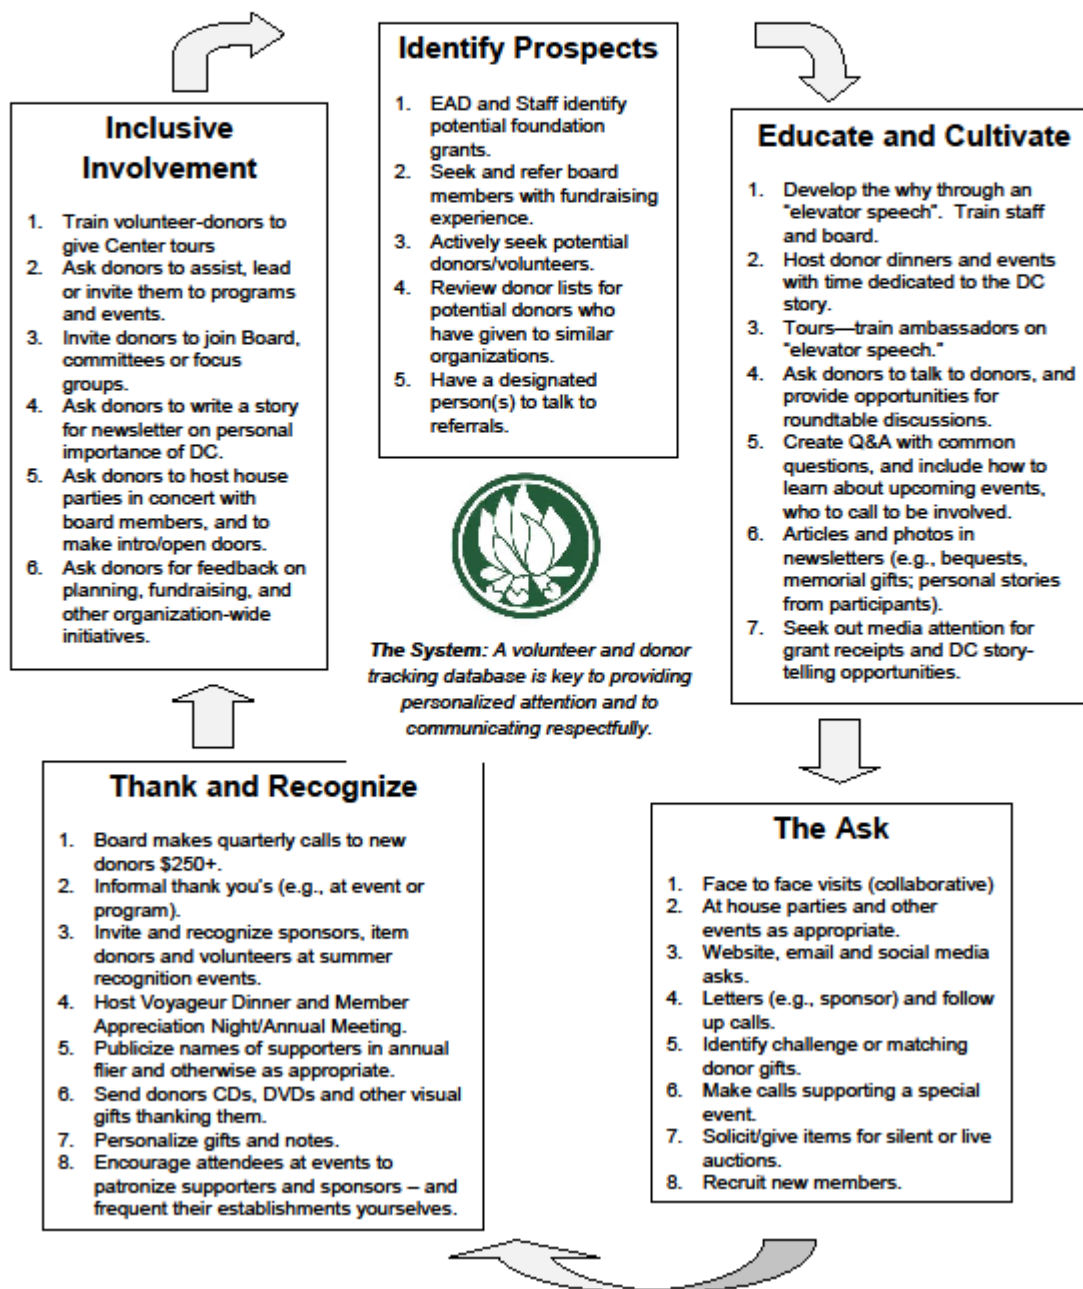 Identify Prospects
1. EAD and Staff identify
potential foundation
grants.
2. Seek and refer board
members with fundraising
experience.
3. Actively seek potential
donors/volunteers.
4. Review donor lists for
potential donors who
have given to similar
organizations.
5. Have a designated
person(s) to talk to
referrals.
Educate and Cultivate
1. Develop the why through an
"elevator speech". Train staff
and board.
2. Host donor dinners and events
with time dedicated to the DC
story.
3. Tours—train ambassadors on
"elevator speech."
4. Ask donors to talk to donors, and
provide opportunities for
roundtable discussions.
5. Create Q&A with common
questions, and include how to
learn about upcoming events,
who to call to be involved.
6. Articles and photos in
newsletters (e.g., bequests,
memorial gifts; personal stories
from participants).
7. Seek out media attention for
grant receipts and DC story-
telling opportunities.
The Ask
1. Face to face visits (collaborative)
2. At house parties and other
events as appropriate.
3. Website, email and social media
asks.
4. Letters (e.g., sponsor) and follow
up calls.
5. Identify challenge or matching
donor gifts.
6. Make calls supporting a special
event.
7. Solicit/give items for silent or live
auctions.
8. Recruit new members.
Thank and Recognize
1. Board makes quarterly calls to new
donors $250+.
2. Informal thank you's (e.g., at event or
program).
3. Invite and recognize sponsors, item
donors and volunteers at summer
recognition events.
4. Host Voyageur Dinner and Member
Appreciation Night/Annual Meeting.
5. Publicize names of supporters in annual
flier and otherwise as appropriate.
6. Send donors CDs, DVDs and other visual
gifts thanking them.
7. Personalize gifts and notes.
8. Encourage attendees at events to
patronize supporters and sponsors – and
frequent their establishments yourselves.
Inclusive
Involvement
1. Train volunteer-donors to
give Center tours
2. Ask donors to assist, lead
or invite them to programs
and events.
3. Invite donors to join Board,
committees or focus
groups.
4. Ask donors to write a story
for newsletter on personal
importance of DC.
5. Ask donors to host house
parties in concert with
board members, and to
make intro/open doors.
6. Ask donors for feedback on
planning, fundraising, and
other organization-wide
initiatives.
The System: A volunteer and donor
tracking database is key to providing
personalized attention and to
communicating respectfully.